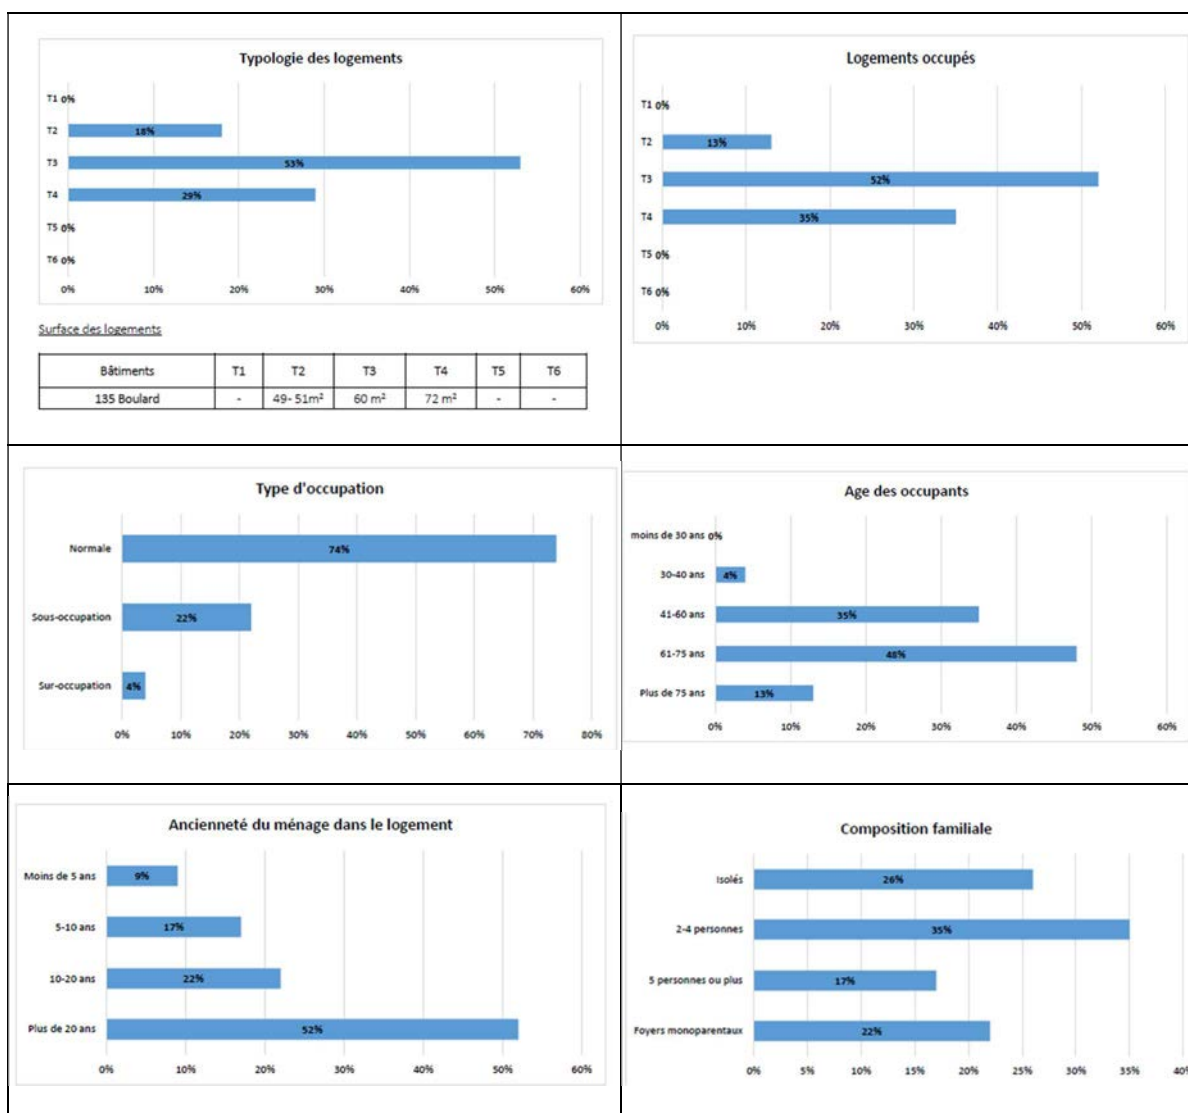 Typologie des logements
T1 0%
T2 18%
T3 53%
T4 29%
T5 0%
T6 0%
0% 10% 20% 30% 40% 50% 60%
Surface des logements
Bâtiments T1 T2 T3 T4 T5 T6
135 Boulard - 49- 51m² 60 m² 72 m² - -
Logements occupés
T1 0%
T2 13%
T3 52%
T4 35%
T5 0%
T6 0%
0% 10% 20% 30% 40% 50% 60%
Type d'occupation
Normale 74%
Sous-occupation 22%
Sur-occupation 4%
0% 10% 20% 30% 40% 50% 60% 70% 80%
Age des occupants
moins de 30 ans 0%
30-40 ans 4%
41-60 ans 35%
61-75 ans 48%
Plus de 75 ans 13%
0% 10% 20% 30% 40% 50% 60%
Ancienneté du ménage dans le logement
Moins de 5 ans 9%
5-10 ans 17%
10-20 ans 22%
Plus de 20 ans 52%
0% 10% 20% 30% 40% 50% 60%
Composition familiale
Isolés 26%
2-4 personnes 35%
5 personnes ou plus 17%
Foyers monoparentaux 22%
0% 5% 10% 15% 20% 25% 30% 35% 40%